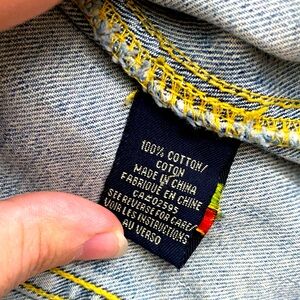 100% COTTON/
COTON
MADE IN CHINA
FABRIQUÉ EN CHINE
CA#02595
SEE REVERSE FOR CARE/
VOIR LES INSTRUCTIONS
AU VERSO